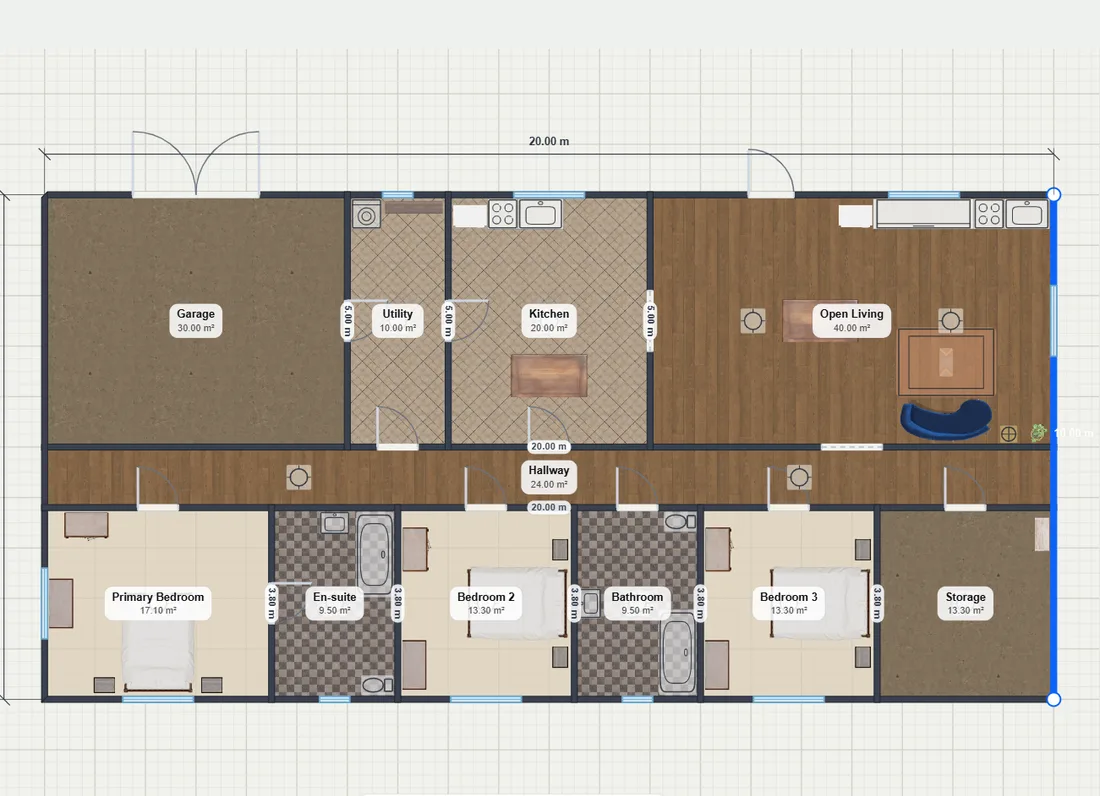 20.00 m
Garage
30.00 m²
5.00 m
Utility
10.00 m²
5.00 m
Kitchen
20.00 m²
5.00 m
Open Living
40.00 m²
10.00 m
20.00 m
Hallway
24.00 m²
20.00 m
Primary Bedroom
17.10 m²
3.80 m
En-suite
9.50 m²
3.80 m
Bedroom 2
13.30 m²
3.80 m
Bathroom
9.50 m²
3.80 m
Bedroom 3
13.30 m²
3.80 m
Storage
13.30 m²